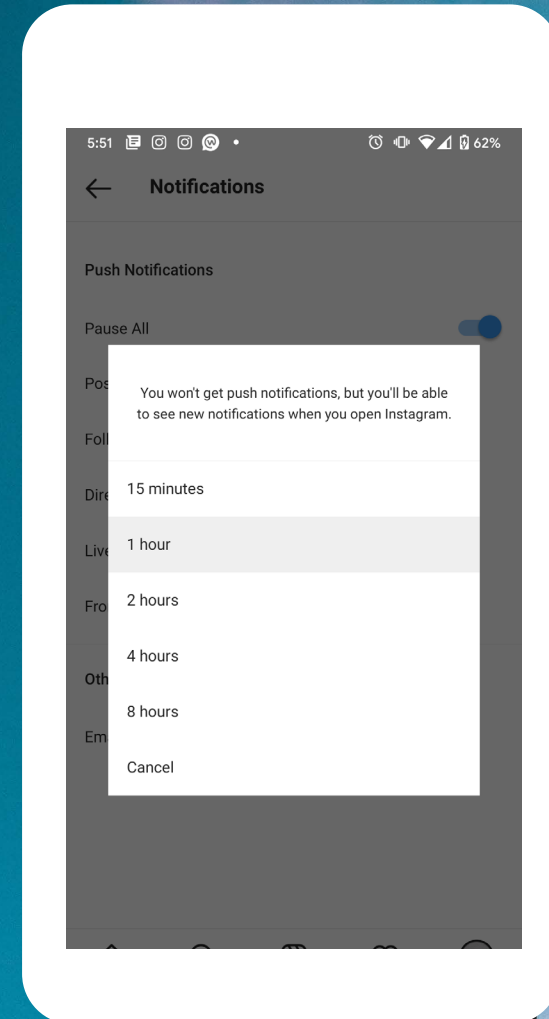 5:51 62%
Notifications
Push Notifications
Pause All
You won't get push notifications, but you'll be able
to see new notifications when you open Instagram.
15 minutes
1 hour
2 hours
4 hours
8 hours
Cancel